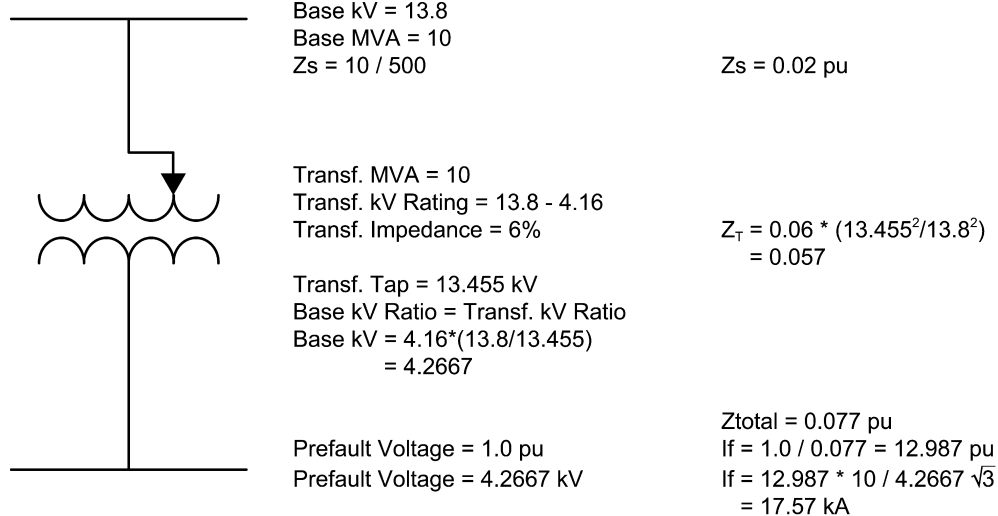 Base kV = 13.8
Base MVA = 10
Zs = 10 / 500
Zs = 0.02 pu
Transf. MVA = 10
Transf. kV Rating = 13.8 - 4.16
Transf. Impedance = 6%
Z_T = 0.06 * (13.455²/13.8²)
= 0.057
Transf. Tap = 13.455 kV
Base kV Ratio = Transf. kV Ratio
Base kV = 4.16*(13.8/13.455)
= 4.2667
Ztotal = 0.077 pu
Prefault Voltage = 1.0 pu
If = 1.0 / 0.077 = 12.987 pu
Prefault Voltage = 4.2667 kV
If = 12.987 * 10 / 4.2667 √3
= 17.57 kA